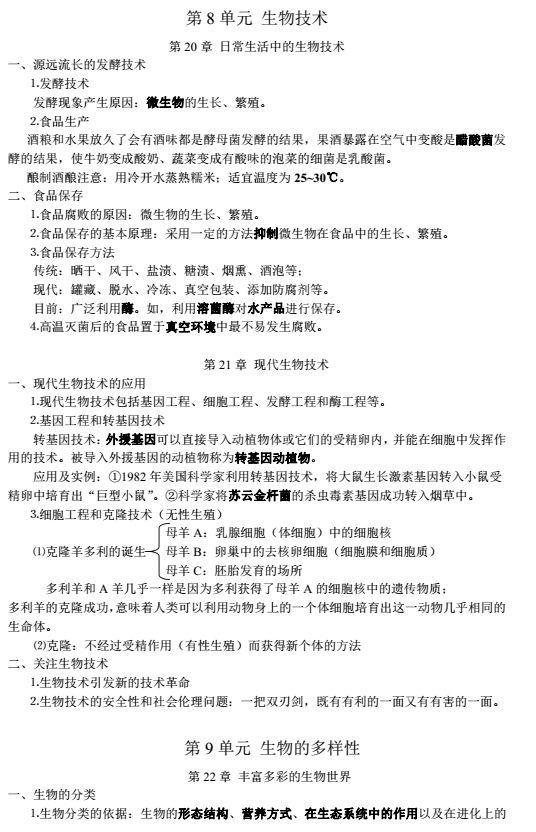 第 8 单元 生物技术
第 20 章 日常生活中的生物技术
一、源远流长的发酵技术
1.发酵技术
发酵现象产生原因：微生物的生长、繁殖。
2.食品生产
酒粮和水果放久了会有酒味都是酵母菌发酵的结果，果酒暴露在空气中变酸是醋酸菌发
酵的结果，使牛奶变成酸奶、蔬菜变成有酸味的泡菜的细菌是乳酸菌。
酿制酒酿注意：用冷开水蒸熟糯米；适宜温度为 25~30℃。
二、食品保存
1.食品腐败的原因：微生物的生长、繁殖。
2.食品保存的基本原理：采用一定的方法抑制微生物在食品中的生长、繁殖。
3.食品保存方法
传统：晒干、风干、盐渍、糖渍、烟熏、酒泡等；
现代：罐藏、脱水、冷冻、真空包装、添加防腐剂等。
目前：广泛利用酶。如，利用溶菌酶对水产品进行保存。
4.高温灭菌后的食品置于真空环境中最不易发生腐败。
第 21 章 现代生物技术
一、现代生物技术的应用
1.现代生物技术包括基因工程、细胞工程、发酵工程和酶工程等。
2.基因工程和转基因技术
转基因技术：外援基因可以直接导入动植物体或它们的受精卵内，并能在细胞中发挥作
用的技术。被导入外援基因的动植物称为转基因动植物。
应用及实例：①1982 年美国科学家利用转基因技术，将大鼠生长激素基因转入小鼠受
精卵中培育出“巨型小鼠”。②科学家将苏云金杆菌的杀虫毒素基因成功转入烟草中。
3.细胞工程和克隆技术（无性生殖）
母羊 A：乳腺细胞（体细胞）中的细胞核
⑴克隆羊多利的诞生 母羊 B：卵巢中的去核卵细胞（细胞膜和细胞质）
母羊 C：胚胎发育的场所
多利羊和 A 羊几乎一样是因为多利获得了母羊 A 的细胞核中的遗传物质；
多利羊的克隆成功，意味着人类可以利用动物身上的一个体细胞培育出这一动物几乎相同的
生命体。
⑵克隆：不经过受精作用（有性生殖）而获得新个体的方法
二、关注生物技术
1.生物技术引发新的技术革命
2.生物技术的安全性和社会伦理问题：一把双刃剑，既有有利的一面又有有害的一面。
第 9 单元 生物的多样性
第 22 章 丰富多彩的生物世界
一、生物的分类
1.生物分类的依据：生物的形态结构、营养方式、在生态系统中的作用以及在进化上的